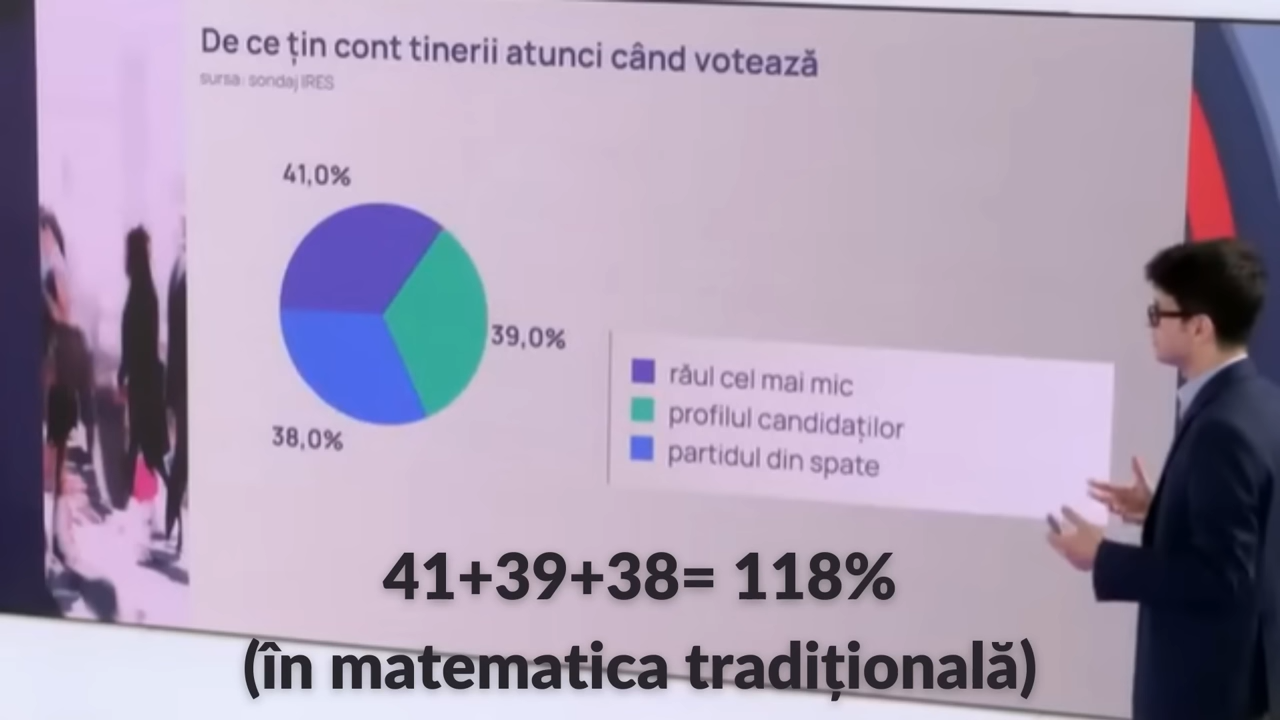 De ce țin cont tinerii atunci când votează
sursa: sondaj IRES
41,0%
39,0%
38,0%
răul cel mai mic
profilul candidaților
partidul din spate
41+39+38= 118%
(în matematica tradițională)